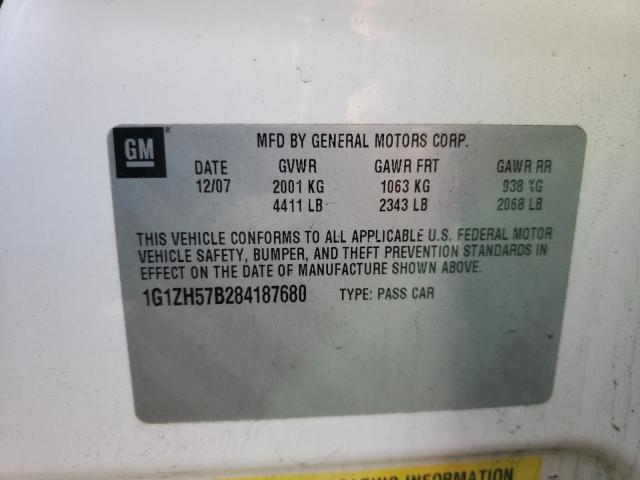 GM ®
MFD BY GENERAL MOTORS CORP.
DATE GVWR GAWR FRT GAWR RR
12/07 2001 KG 1063 KG 938 KG
4411 LB 2343 LB 2068 LB
THIS VEHICLE CONFORMS TO ALL APPLICABLE U.S. FEDERAL MOTOR
VEHICLE SAFETY, BUMPER, AND THEFT PREVENTION STANDARDS IN
EFFECT ON THE DATE OF MANUFACTURE SHOWN ABOVE.
1G1ZH57B284187680 TYPE: PASS CAR
INFORMATION